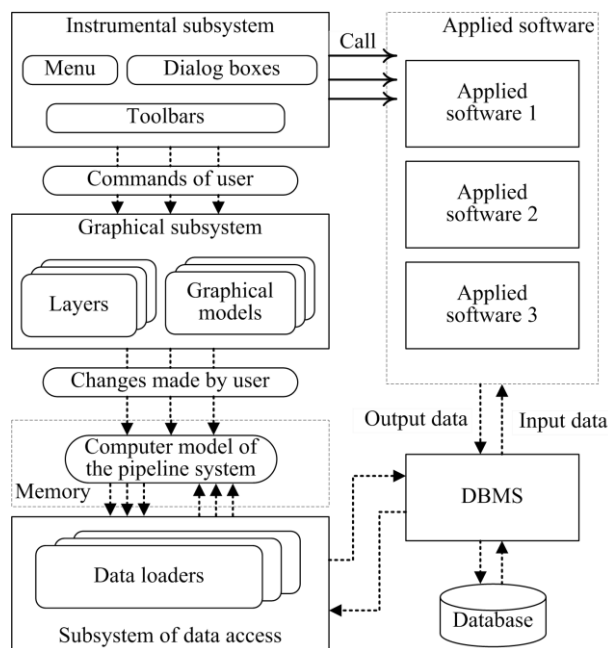 Instrumental subsystem
Menu
Dialog boxes
Toolbars
Call
Applied software
Applied
software 1
Applied
software 2
Applied
software 3
Commands of user
Graphical subsystem
Layers
Graphical
models
Changes made by user
Computer model of
the pipeline system
Memory
Output data
Input data
DBMS
Data loaders
Subsystem of data access
Database